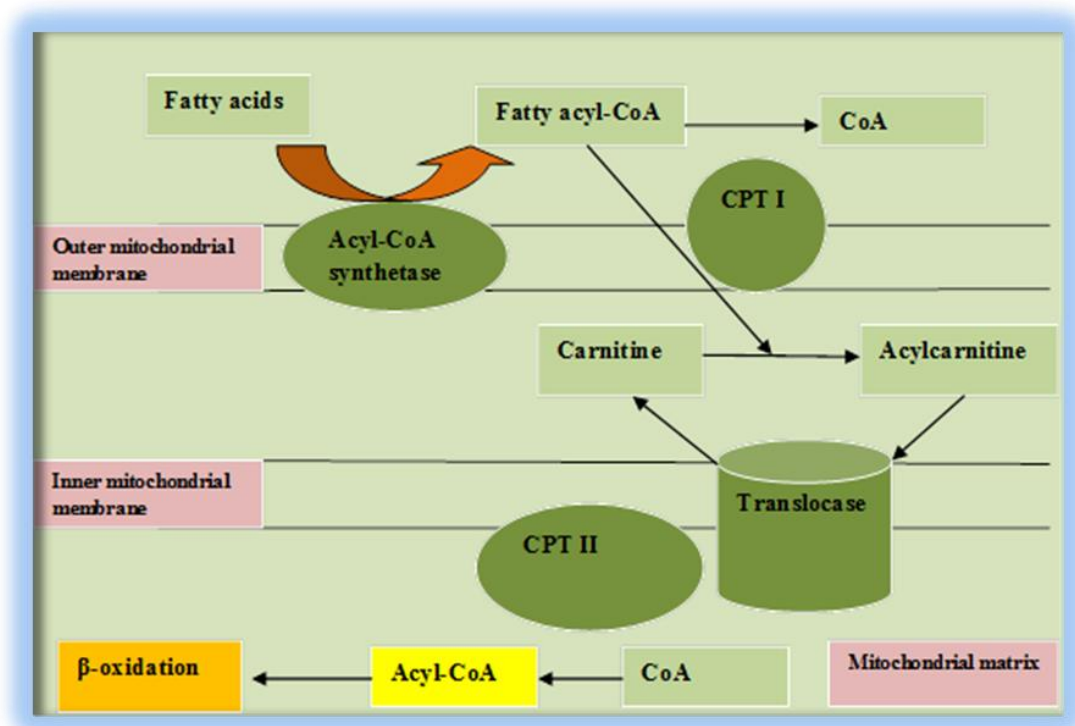 Fatty acids
Fatty acyl-CoA
CoA
CPT I
Outer mitochondrial
membrane
Acyl-CoA
synthetase
Carnitine
Acylcarnitine
Inner mitochondrial
membrane
Translocase
CPT II
β-oxidation
Acyl-CoA
CoA
Mitochondrial matrix